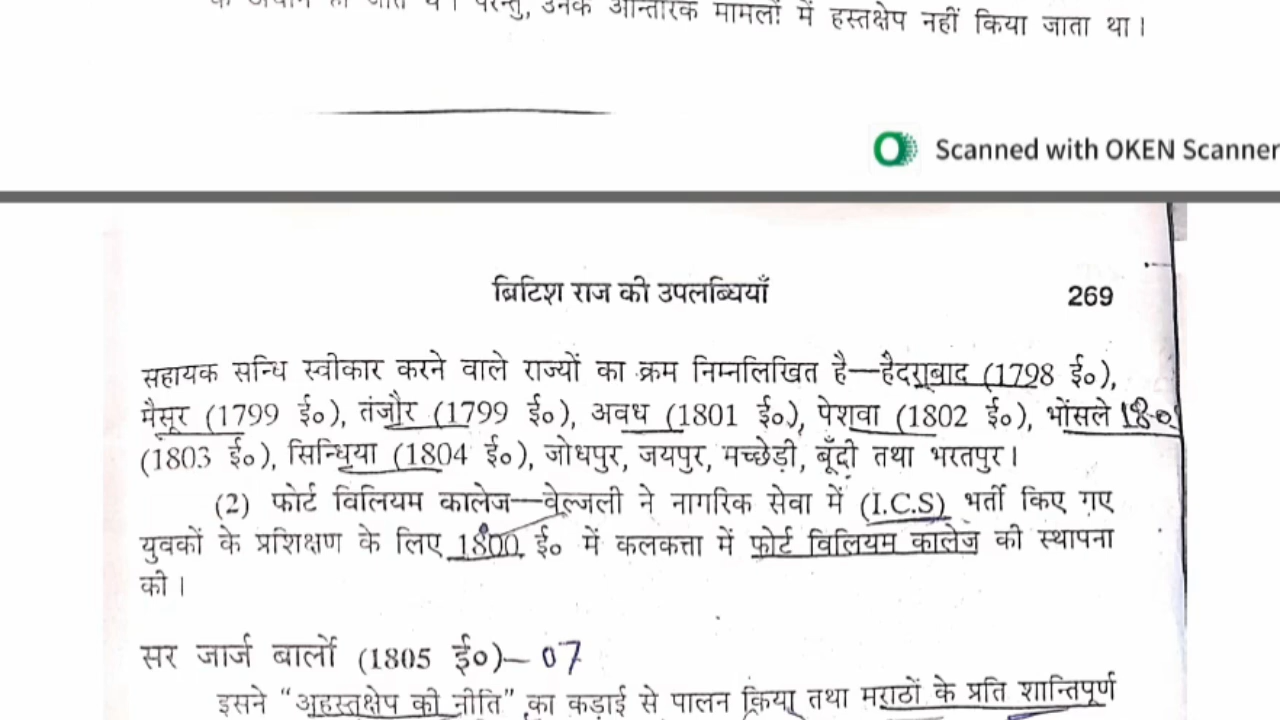 के अधीन हो जाते थे। परन्तु, उनके आन्तरिक मामलों में हस्तक्षेप नहीं किया जाता था।
Scanned with OKEN Scanner
ब्रिटिश राज की उपलब्धियाँ 269
सहायक सन्धि स्वीकार करने वाले राज्यों का क्रम निम्नलिखित है—हैदराबाद (1798 ई०),
मैसूर (1799 ई०), तंजौर (1799 ई०), अवध (1801 ई०), पेशवा (1802 ई०), भोंसले
(1803 ई०), सिन्धिया (1804 ई०), जोधपुर, जयपुर, मच्छेड़ी, बूँदी तथा भरतपुर।
(2) फोर्ट विलियम कालेज—वेल्जली ने नागरिक सेवा में (I.C.S) भर्ती किए गए
युवकों के प्रशिक्षण के लिए 1800 ई० में कलकत्ता में फोर्ट विलियम कालेज की स्थापना
की।
सर जार्ज बार्लो (1805 ई०)— 07
इसने “अहस्तक्षेप की नीति” का कड़ाई से पालन किया तथा मराठों के प्रति शान्तिपूर्ण